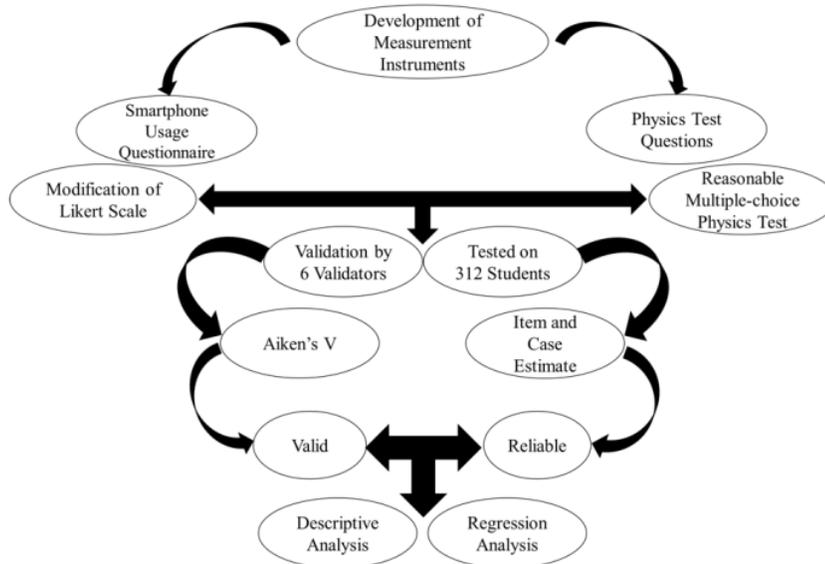 Development of
Measurement
Instruments
Smartphone
Usage
Questionnaire
Physics Test
Questions
Modification of
Likert Scale
Reasonable
Multiple-choice
Physics Test
Validation by
6 Validators
Tested on
312 Students
Aiken's V
Item and
Case
Estimate
Valid
Reliable
Descriptive
Analysis
Regression
Analysis